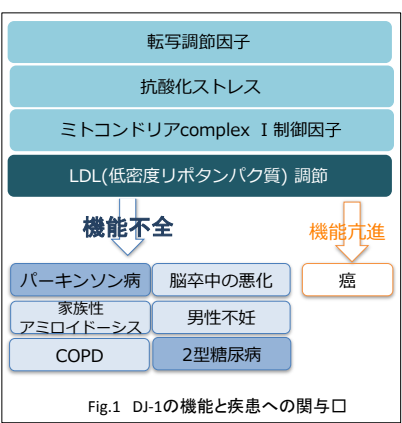 転写調節因子
抗酸化ストレス
ミトコンドリアcomplex Ⅰ制御因子
LDL(低密度リポタンパク質) 調節
機能不全
機能亢進
パーキンソン病
脳卒中の悪化
癌
家族性
アミロイドーシス
男性不妊
COPD
2型糖尿病
Fig.1 DJ-1の機能と疾患への関与□